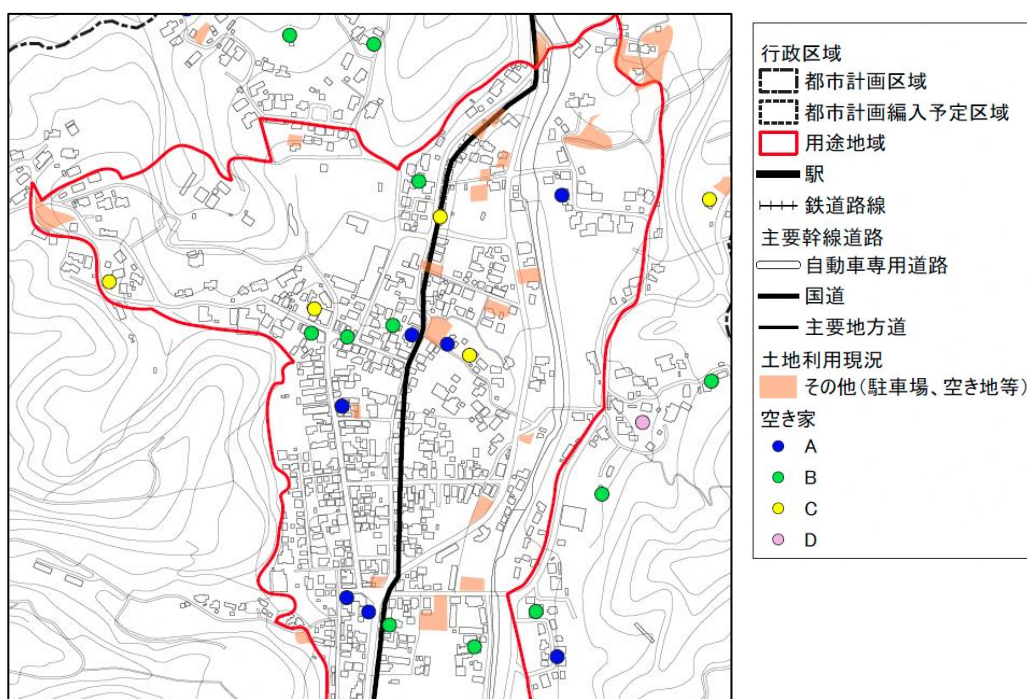 行政区域
都市計画区域
都市計画編入予定区域
用途地域
駅
鉄道路線
主要幹線道路
自動車専用道路
国道
主要地方道
土地利用現況
その他(駐車場、空き地等)
空き家
A
B
C
D